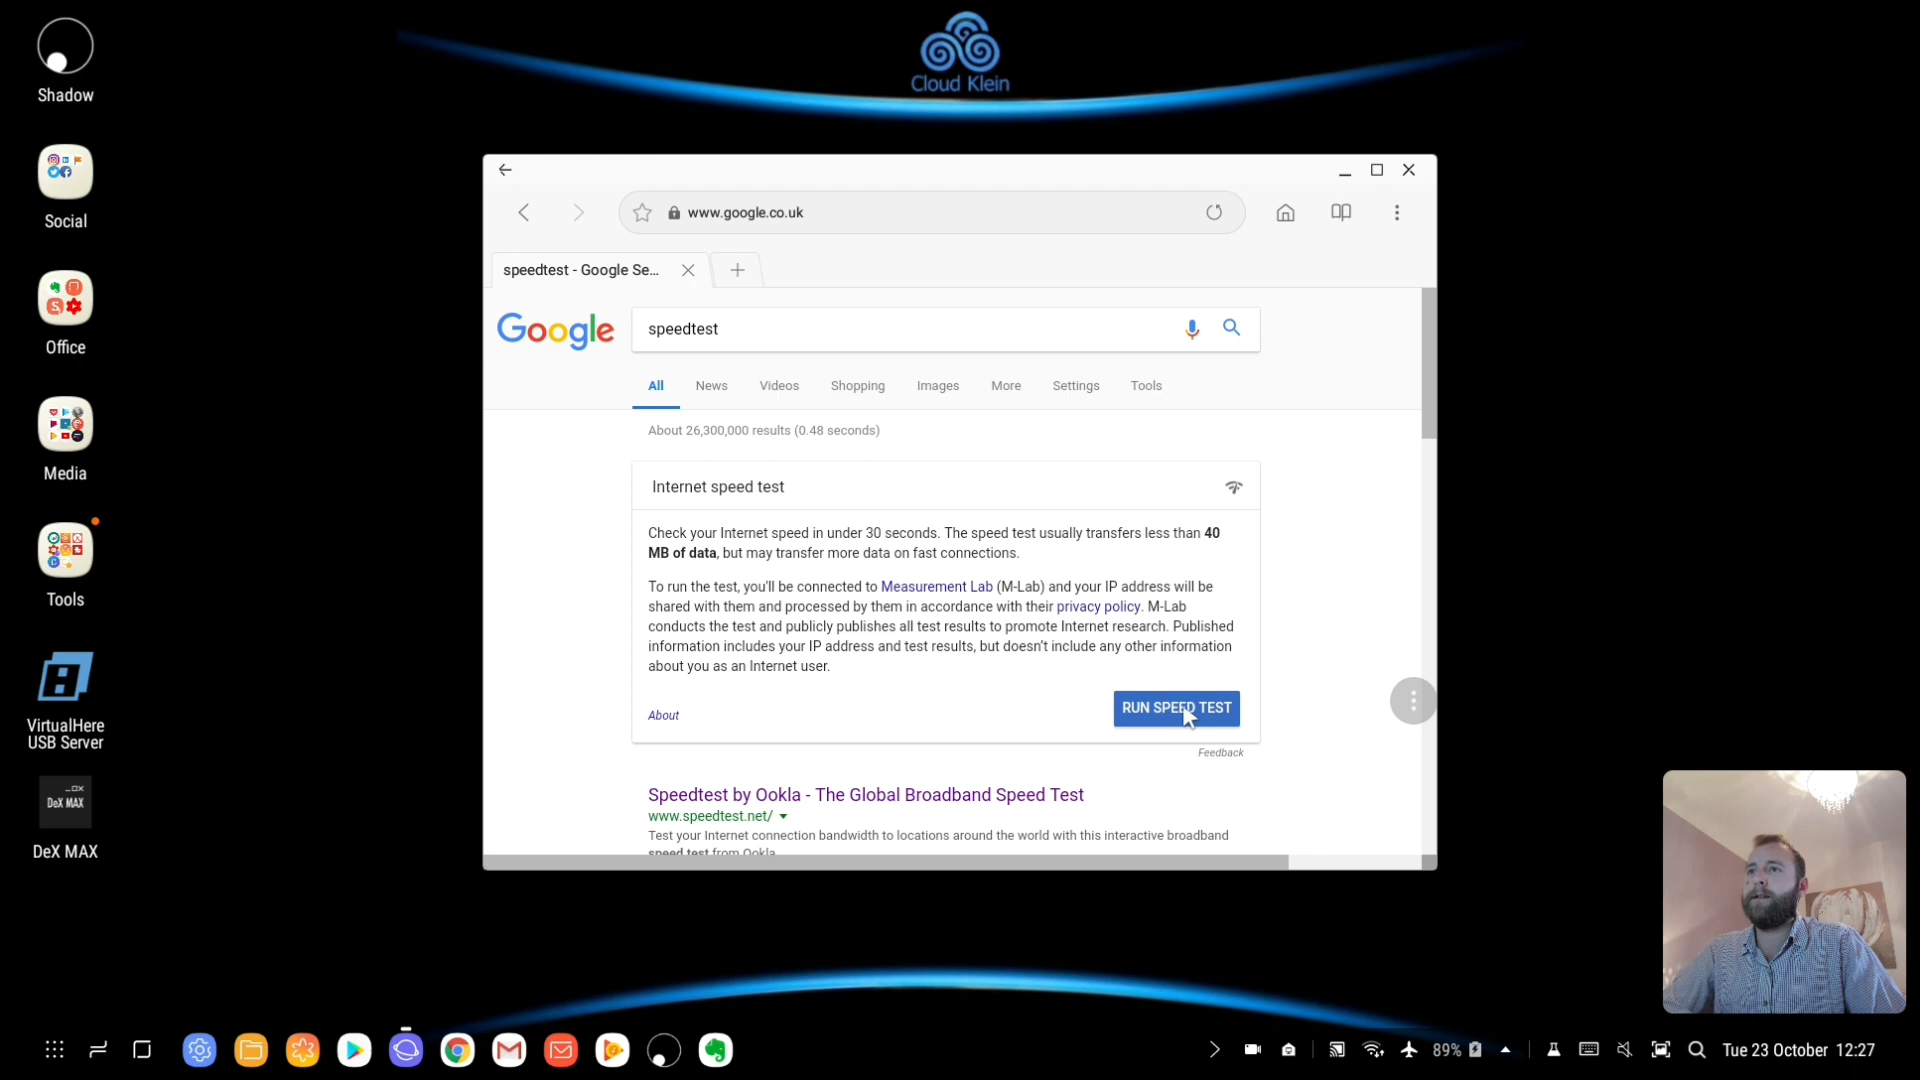 Cloud Klein
Shadow
Social
Office
Media
Tools
VirtualHere
USB Server
DeX MAX
DeX MAX
www.google.co.uk
speedtest - Google Se...
Google
speedtest
All News Videos Shopping Images More Settings Tools
About 26,300,000 results (0.48 seconds)
Internet speed test
Check your Internet speed in under 30 seconds. The speed test usually transfers less than 40
MB of data, but may transfer more data on fast connections.
To run the test, you'll be connected to Measurement Lab (M-Lab) and your IP address will be
shared with them and processed by them in accordance with their privacy policy. M-Lab
conducts the test and publicly publishes all test results to promote Internet research. Published
information includes your IP address and test results, but doesn't include any other information
about you as an Internet user.
About
RUN SPEED TEST
Feedback
Speedtest by Ookla - The Global Broadband Speed Test
www.speedtest.net/
Test your Internet connection bandwidth to locations around the world with this interactive broadband
speed test from Ookla
89%
Tue 23 October 12:27